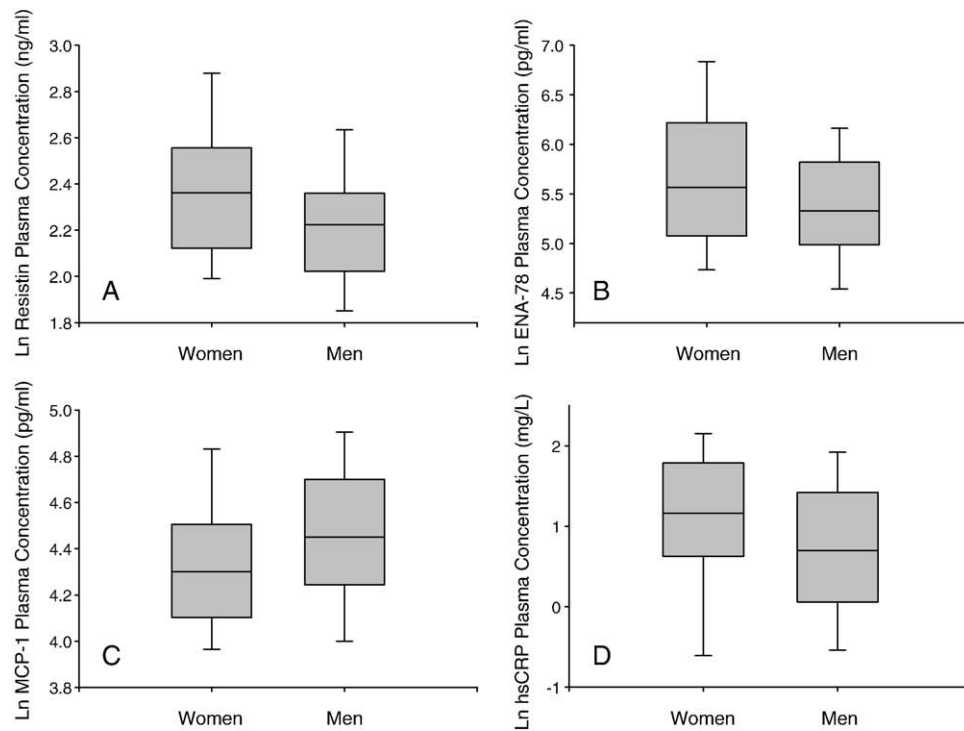 Ln Resistin Plasma Concentration (ng/ml)
3.0
2.8
2.6
2.4
2.2
2.0
1.8
A
Women Men
Ln ENA-78 Plasma Concentration (pg/ml)
7.0
6.5
6.0
5.5
5.0
4.5
B
Women Men
Ln MCP-1 Plasma Concentration (pg/ml)
5.0
4.8
4.6
4.4
4.2
4.0
3.8
C
Women Men
Ln hsCRP Plasma Concentration (mg/L)
2
1
0
-1
D
Women Men